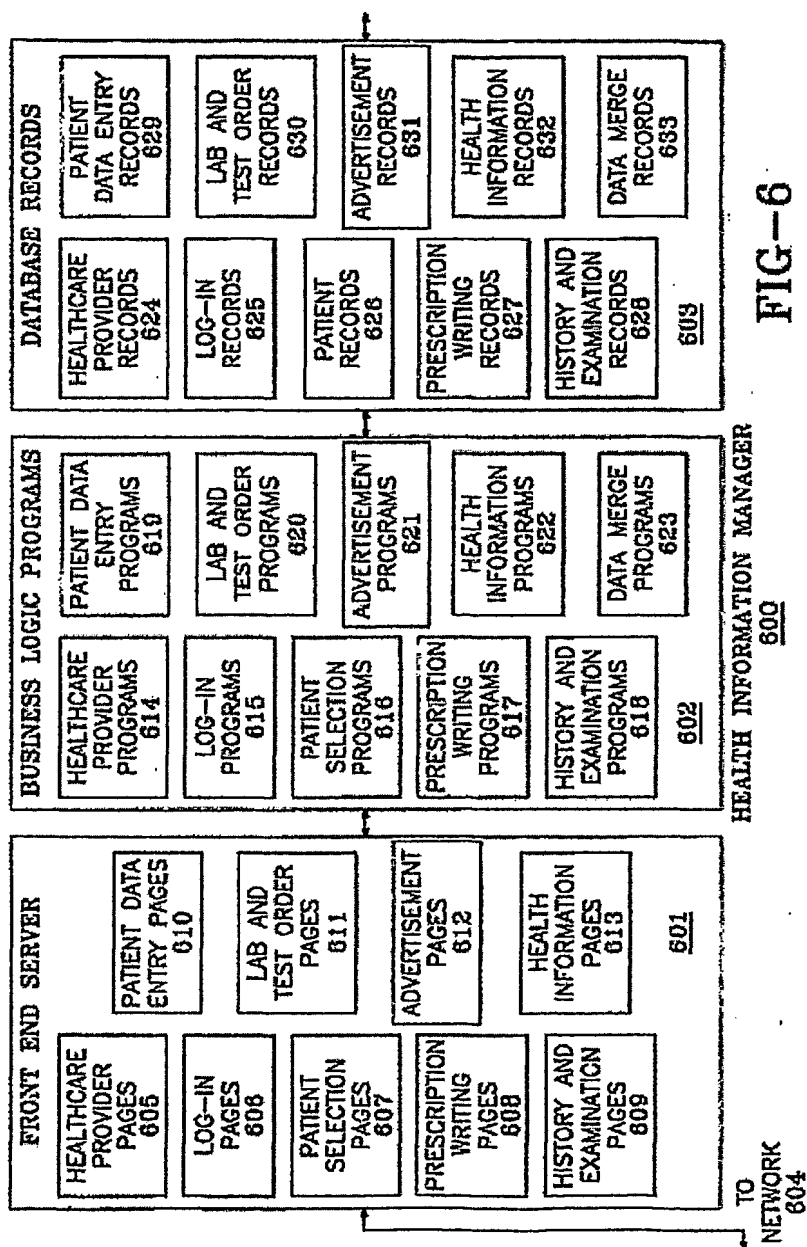 FRONT END SERVER
HEALTHCARE
PROVIDER
PAGES
605
LOG-IN
PAGES
606
PATIENT
SELECTION
PAGES
607
PRESCRIPTION
WRITING
PAGES
608
HISTORY AND
EXAMINATION
PAGES
609
PATIENT DATA
ENTRY PAGES
610
LAB AND
TEST ORDER
PAGES
611
ADVERTISEMENT
PAGES
612
HEALTH
INFORMATION
PAGES
613
601
TO
NETWORK
604
BUSINESS LOGIC PROGRAMS
HEALTHCARE
PROVIDER
PROGRAMS
614
LOG-IN
PROGRAMS
615
PATIENT
SELECTION
PROGRAMS
616
PRESCRIPTION
WRITING
PROGRAMS
617
HISTORY AND
EXAMINATION
PROGRAMS
618
PATIENT DATA
ENTRY
PROGRAMS
619
LAB AND
TEST ORDER
PROGRAMS
620
ADVERTISEMENT
PROGRAMS
621
HEALTH
INFORMATION
PROGRAMS
622
DATA MERGE
PROGRAMS
623
602
HEALTH INFORMATION MANAGER
600
DATABASE RECORDS
HEALTHCARE
PROVIDER
RECORDS
624
LOG-IN
RECORDS
625
PATIENT
RECORDS
626
PRESCRIPTION
WRITING
RECORDS
627
HISTORY AND
EXAMINATION
RECORDS
628
PATIENT
DATA ENTRY
RECORDS
629
LAB AND
TEST ORDER
RECORDS
630
ADVERTISEMENT
RECORDS
631
HEALTH
INFORMATION
RECORDS
632
DATA MERGE
RECORDS
633
603
FIG-6